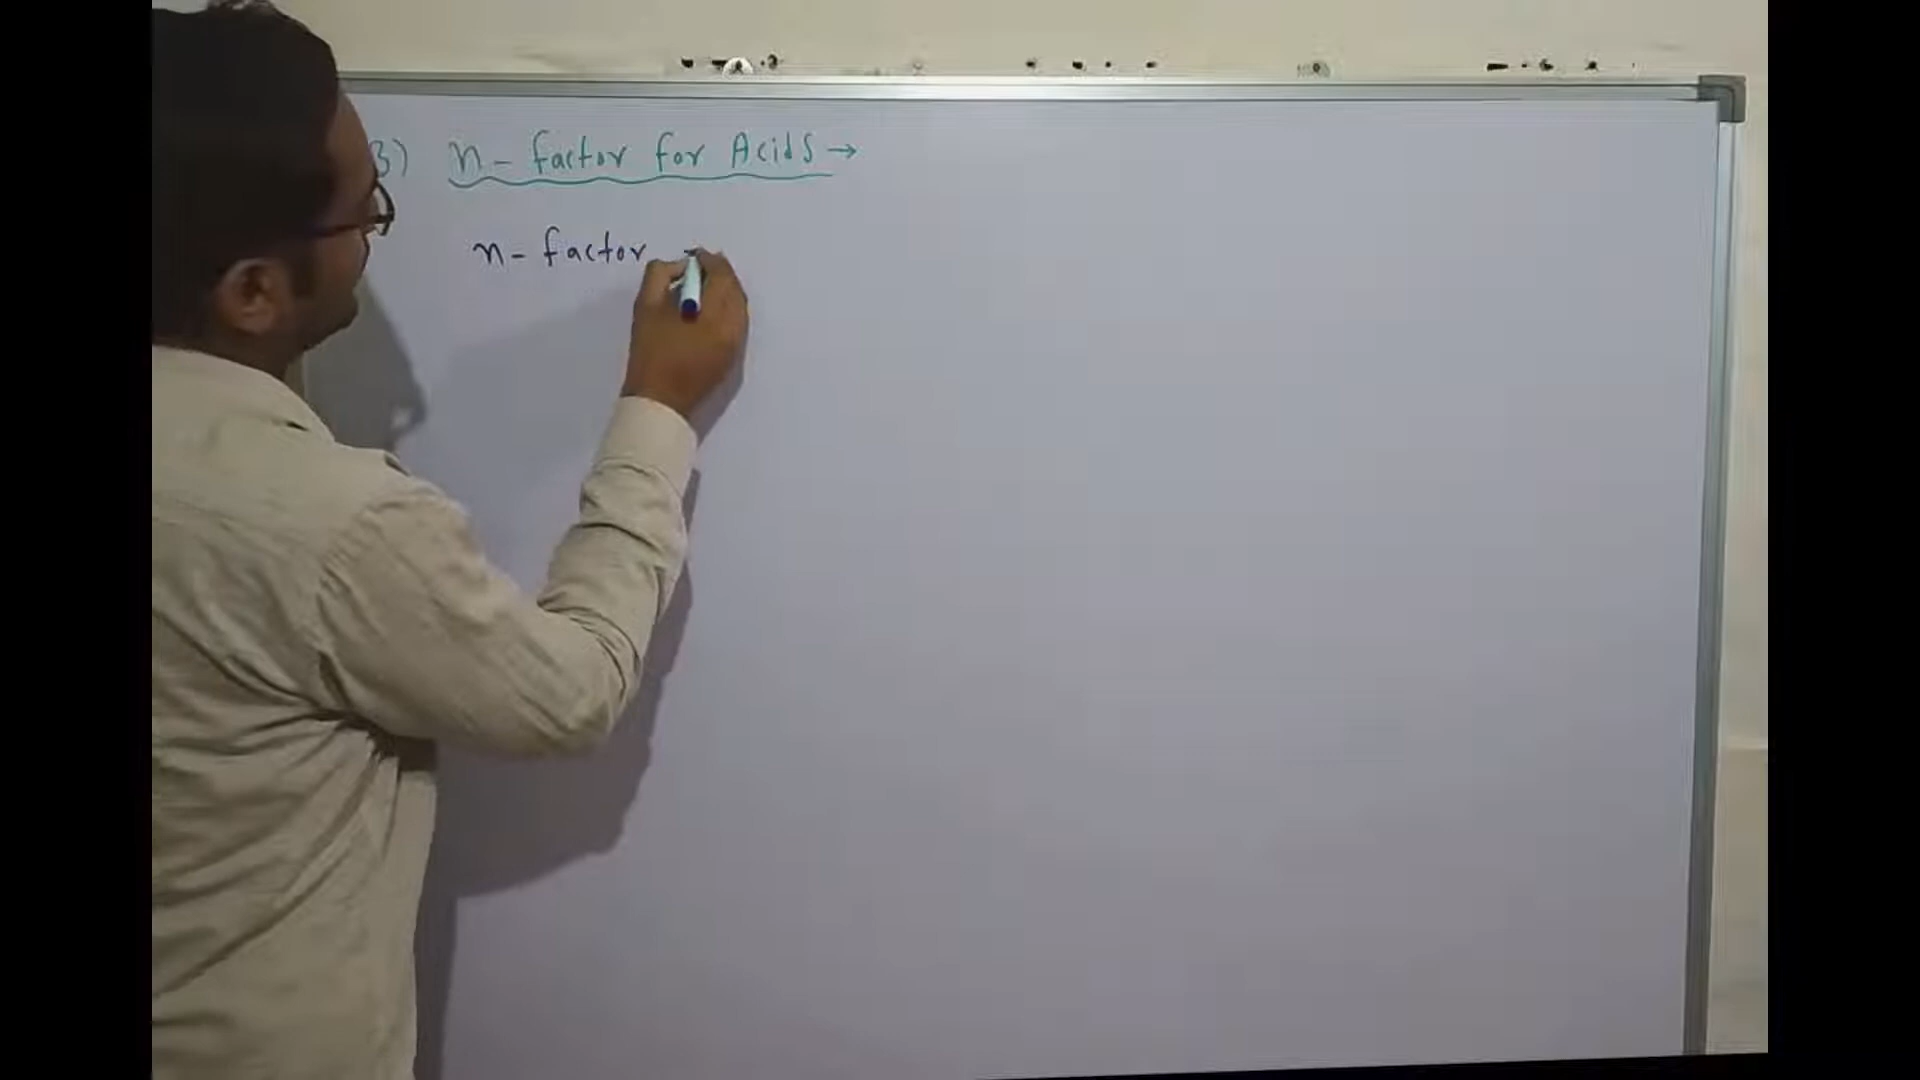 3) n - factor for Acids →
n - factor